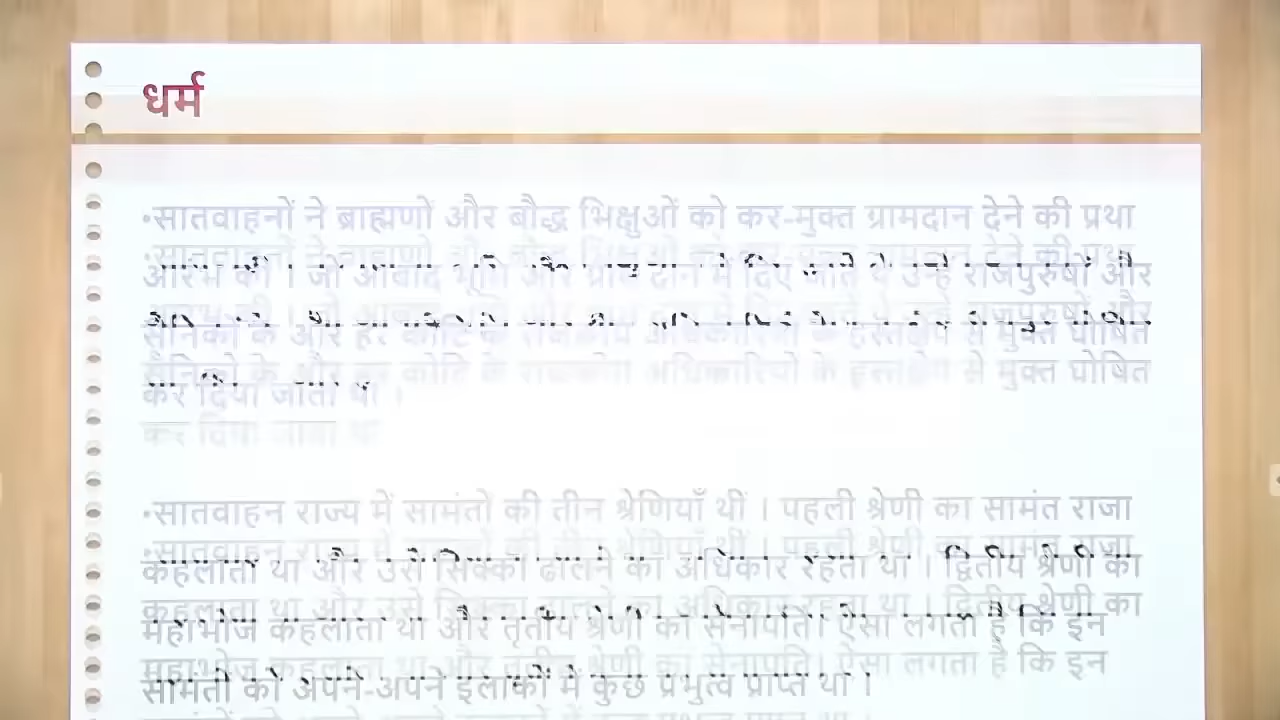 धर्म
•सातवाहनों ने ब्राह्मणों और बौद्ध भिक्षुओं को कर-मुक्त ग्रामदान देने की प्रथा
आरंभ की । जो आबाद भूमि और ग्राम दान में दिए जाते थे उन्हें राजपुरुषों और
सैनिकों के और हर कोटि के राजकीय अधिकारियों के हस्तक्षेप से मुक्त घोषित
कर दिया जाता था ।
•सातवाहन राज्य में सामंतों की तीन श्रेणियाँ थीं । पहली श्रेणी का सामंत राजा
कहलाता था और उसे सिक्का ढालने का अधिकार रहता था । द्वितीय श्रेणी का
महाभोज कहलाता था और तृतीय श्रेणी का सेनापति। ऐसा लगता है कि इन
सामंतों को अपने-अपने इलाकों में कुछ प्रभुत्व प्राप्त था ।